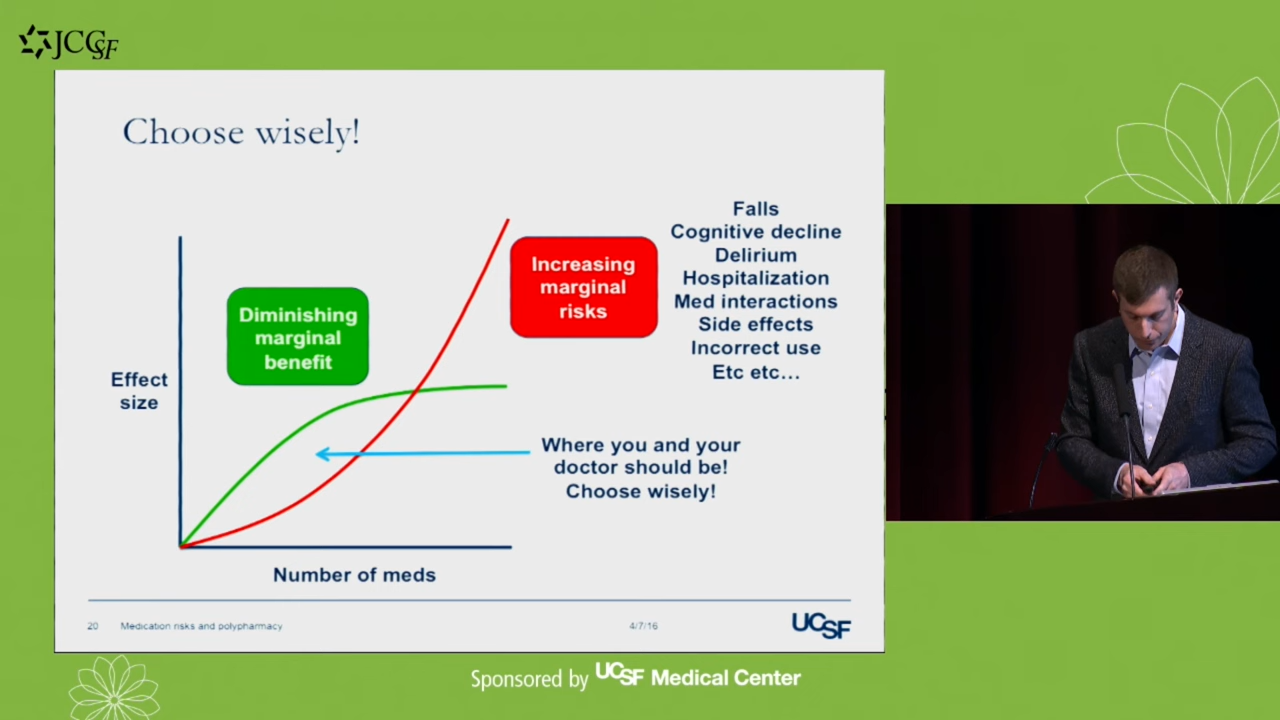 JCCSF
Choose wisely!
Falls
Cognitive decline
Delirium
Hospitalization
Med interactions
Side effects
Incorrect use
Etc etc...
Increasing
marginal
risks
Diminishing
marginal
benefit
Effect
size
Where you and your
doctor should be!
Choose wisely!
Number of meds
20 Medication risks and polypharmacy 4/7/16 UCSF
Sponsored by UCSF Medical Center